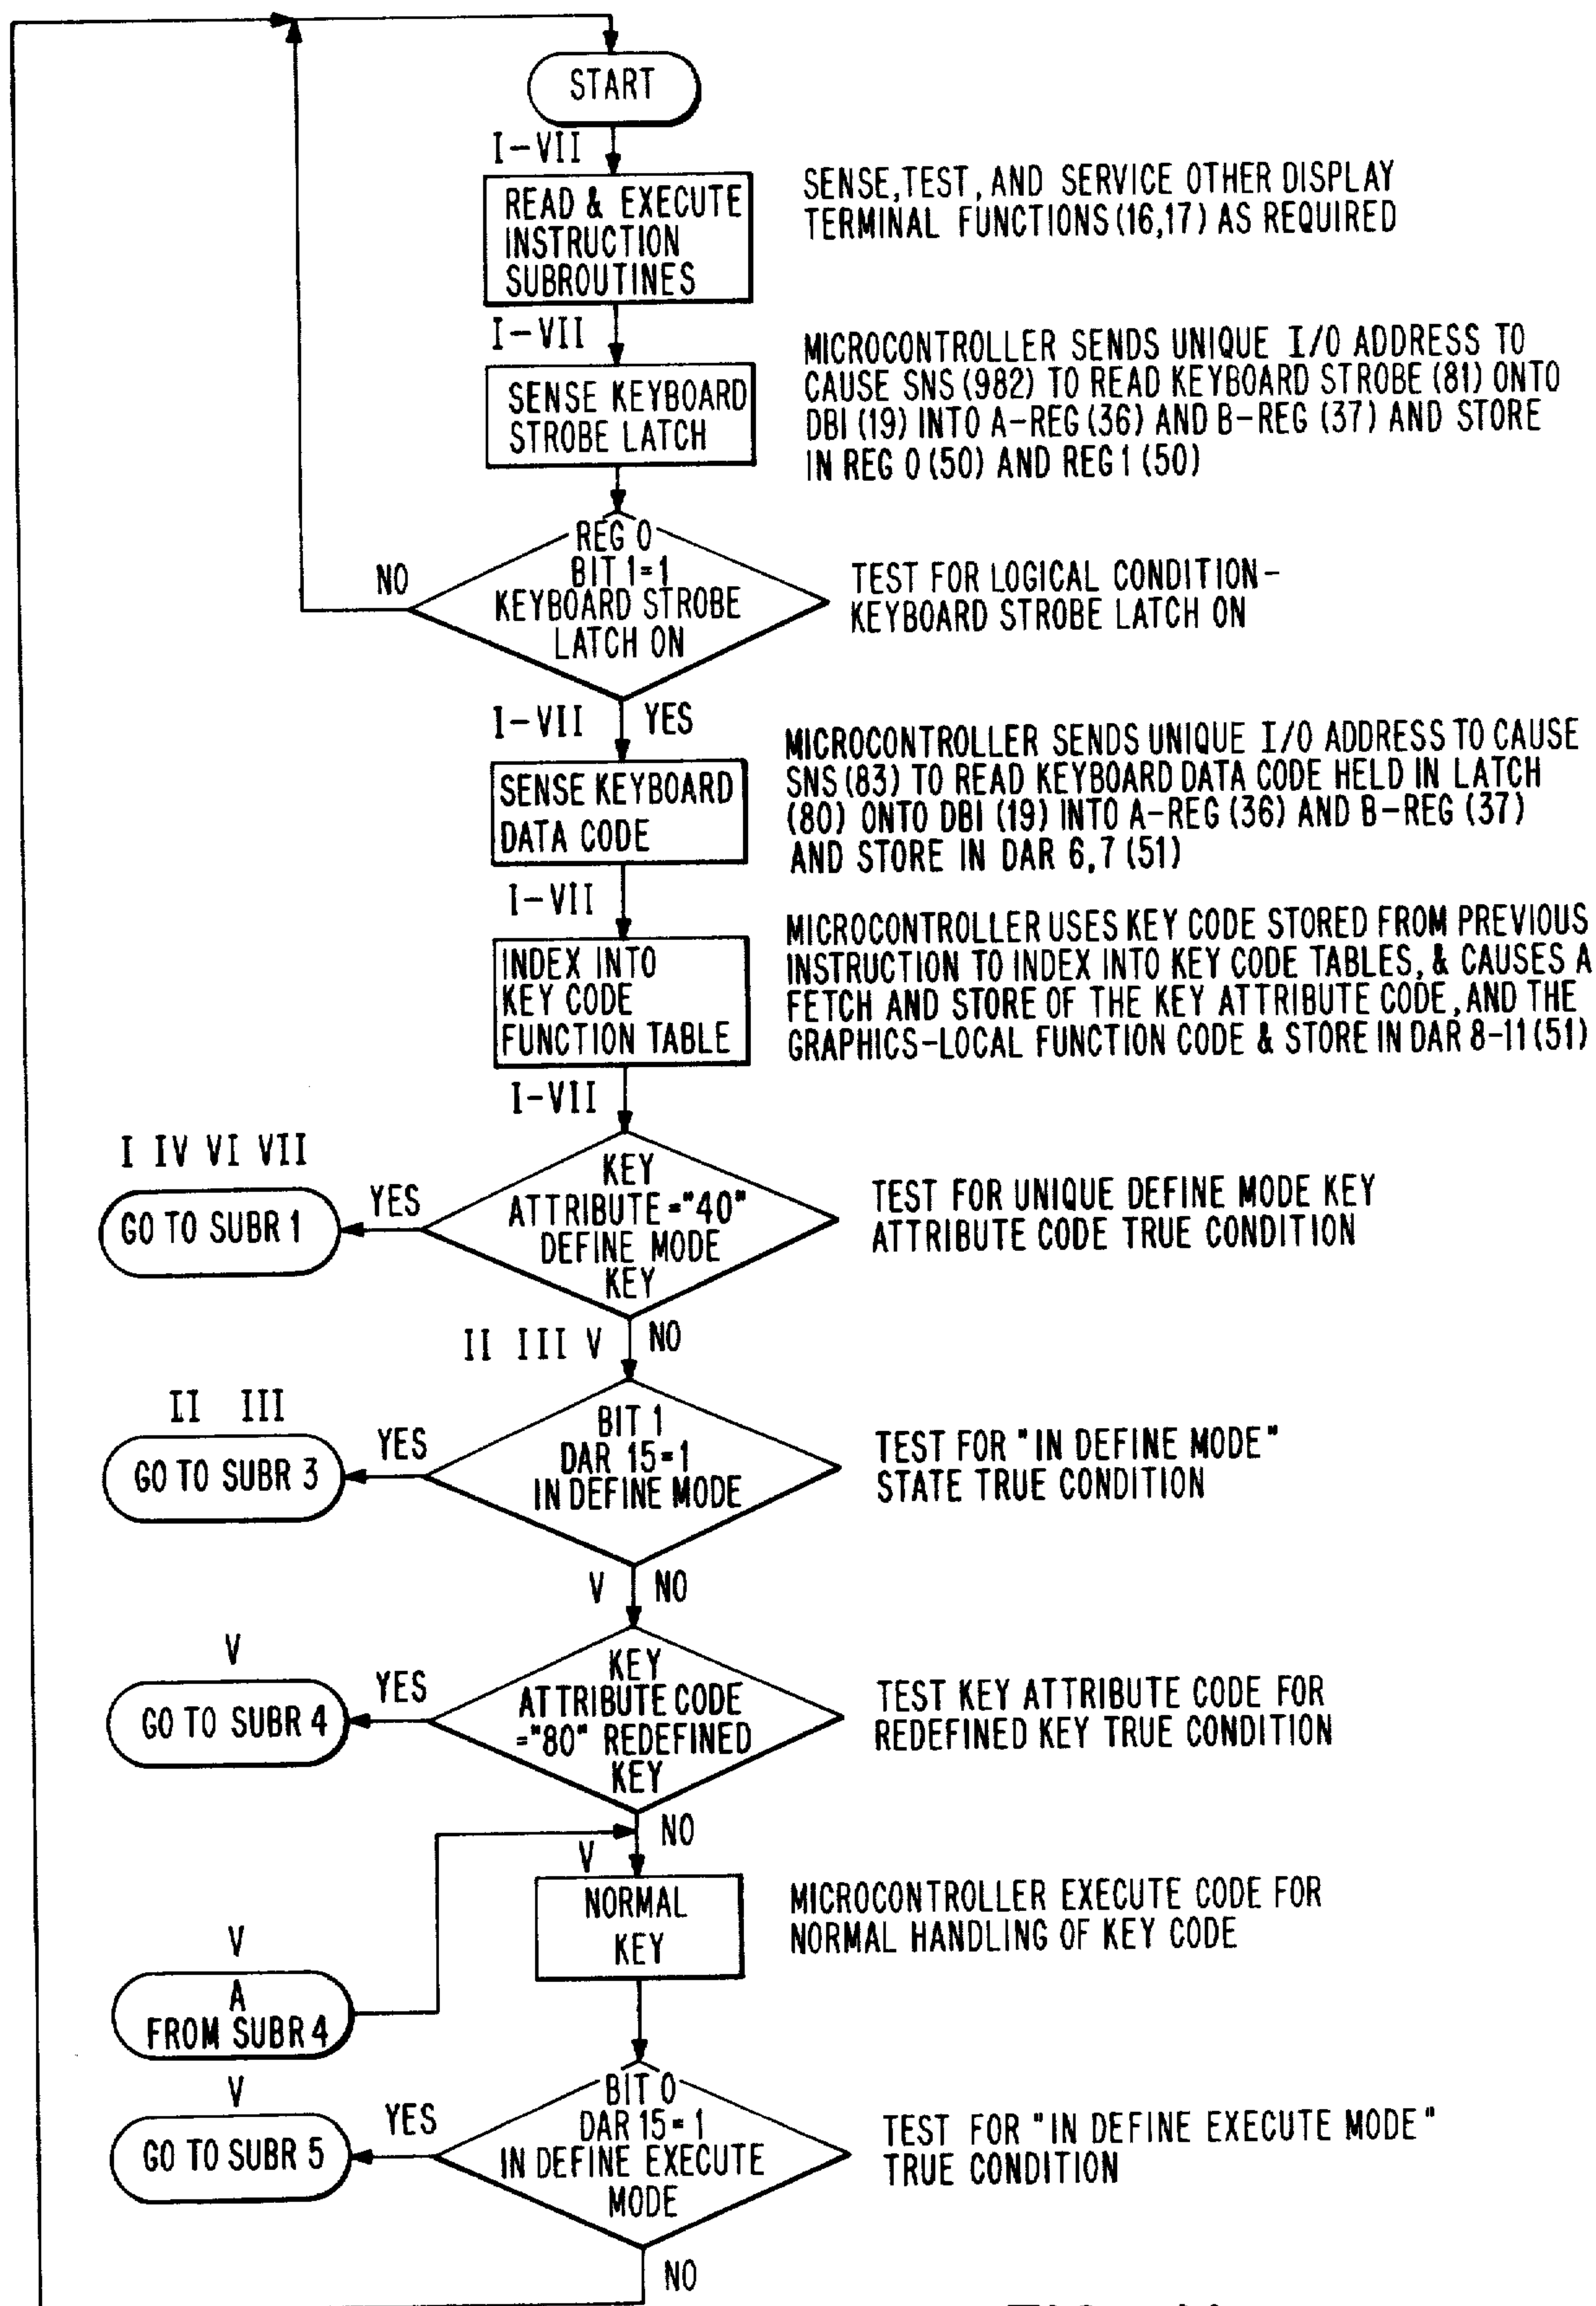 START
I-VII
READ & EXECUTE
INSTRUCTION
SUBROUTINES
SENSE, TEST, AND SERVICE OTHER DISPLAY
TERMINAL FUNCTIONS (16,17) AS REQUIRED
I-VII
SENSE KEYBOARD
STROBE LATCH
MICROCONTROLLER SENDS UNIQUE I/O ADDRESS TO
CAUSE SNS (982) TO READ KEYBOARD STROBE (81) ONTO
DBI (19) INTO A-REG (36) AND B-REG (37) AND STORE
IN REG 0 (50) AND REG 1 (50)
REG 0
BIT 1=1
KEYBOARD STROBE
LATCH ON
NO
TEST FOR LOGICAL CONDITION-
KEYBOARD STROBE LATCH ON
I-VII
YES
SENSE KEYBOARD
DATA CODE
MICROCONTROLLER SENDS UNIQUE I/O ADDRESS TO CAUSE
SNS (83) TO READ KEYBOARD DATA CODE HELD IN LATCH
(80) ONTO DBI (19) INTO A-REG (36) AND B-REG (37)
AND STORE IN DAR 6,7 (51)
I-VII
INDEX INTO
KEY CODE
FUNCTION TABLE
MICROCONTROLLER USES KEY CODE STORED FROM PREVIOUS
INSTRUCTION TO INDEX INTO KEY CODE TABLES, & CAUSES A
FETCH AND STORE OF THE KEY ATTRIBUTE CODE, AND THE
GRAPHICS-LOCAL FUNCTION CODE & STORE IN DAR 8-11 (51)
I-VII
I IV VI VII
GO TO SUBR 1
YES
KEY
ATTRIBUTE="40"
DEFINE MODE
KEY
TEST FOR UNIQUE DEFINE MODE KEY
ATTRIBUTE CODE TRUE CONDITION
II III V
NO
II III
GO TO SUBR 3
YES
BIT 1
DAR 15=1
IN DEFINE MODE
TEST FOR "IN DEFINE MODE"
STATE TRUE CONDITION
V
NO
V
GO TO SUBR 4
YES
KEY
ATTRIBUTE CODE
="80" REDEFINED
KEY
TEST KEY ATTRIBUTE CODE FOR
REDEFINED KEY TRUE CONDITION
NO
V
NORMAL
KEY
MICROCONTROLLER EXECUTE CODE FOR
NORMAL HANDLING OF KEY CODE
V
A
FROM SUBR 4
V
GO TO SUBR 5
YES
BIT 0
DAR 15=1
IN DEFINE EXECUTE
MODE
TEST FOR "IN DEFINE EXECUTE MODE"
TRUE CONDITION
NO